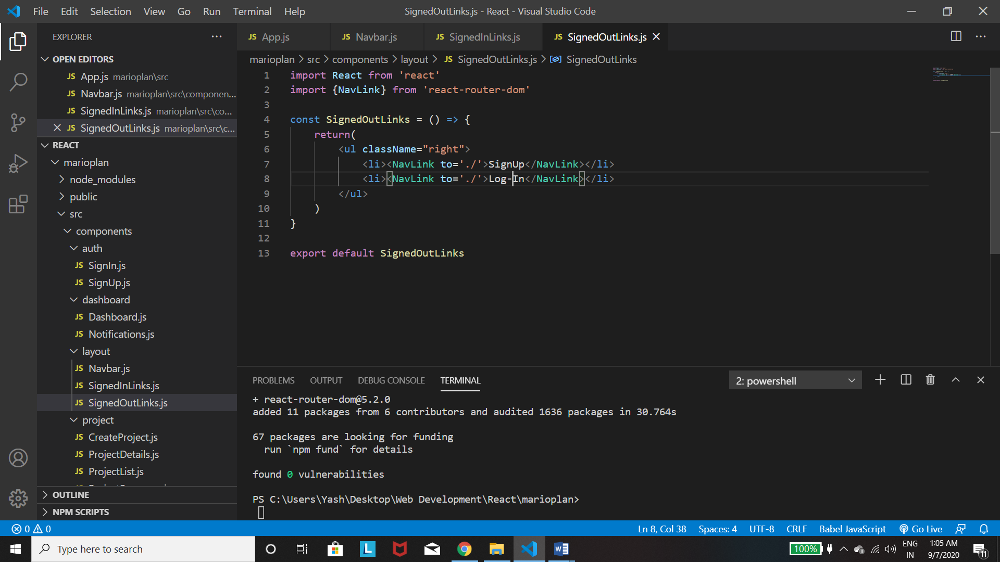 File Edit Selection View Go Run Terminal Help SignedOutLinks.js - React - Visual Studio Code
EXPLORER
OPEN EDITORS
JS App.js marioplan\src
JS Navbar.js marioplan\src\componen...
JS SignedInLinks.js marioplan\src\co...
JS SignedOutLinks.js marioplan\src\c...
REACT
marioplan
node_modules
public
src
components
auth
JS SignIn.js
JS SignUp.js
dashboard
JS Dashboard.js
JS Notifications.js
layout
JS Navbar.js
JS SignedInLinks.js
JS SignedOutLinks.js
project
JS CreateProject.js
JS ProjectDetails.js
JS ProjectList.js
OUTLINE
NPM SCRIPTS
JS App.js JS Navbar.js JS SignedInLinks.js JS SignedOutLinks.js
marioplan > src > components > layout > JS SignedOutLinks.js > SignedOutLinks
1 import React from 'react'
2 import {NavLink} from 'react-router-dom'
3
4 const SignedOutLinks = () => {
5 return(
6 <ul className="right">
7 <li><NavLink to='./'>SignUp</NavLink></li>
8 <li><NavLink to='./'>Log-In</NavLink></li>
9 </ul>
10 )
11 }
12
13 export default SignedOutLinks
PROBLEMS OUTPUT DEBUG CONSOLE TERMINAL 2: powershell
+ react-router-dom@5.2.0
added 11 packages from 6 contributors and audited 1636 packages in 30.764s
67 packages are looking for funding
run `npm fund` for details
found 0 vulnerabilities
PS C:\Users\Yash\Desktop\Web Development\React\marioplan>
0 0 Ln 8, Col 38 Spaces: 4 UTF-8 CRLF Babel JavaScript Go Live
Type here to search L W 100% ENG IN 1:05 AM 9/7/2020 11